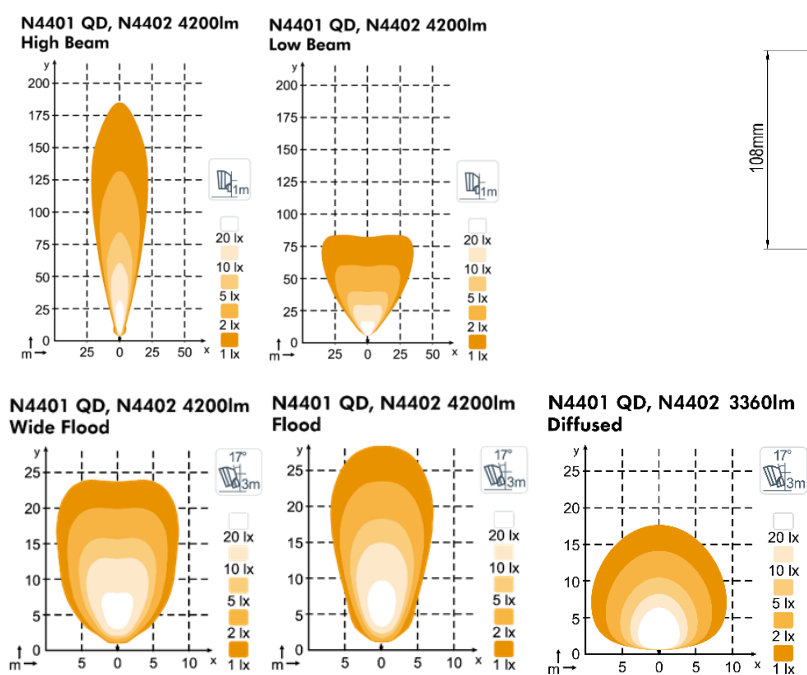 N4401 QD, N4402 4200lm
High Beam
y
200
175
150
125
100
75
50
25
0
m
25 0 25 50 x
1m
20 lx
10 lx
5 lx
2 lx
1 lx
N4401 QD, N4402 4200lm
Low Beam
y
200
175
150
125
100
75
50
25
0
m
25 0 25 50 x
1m
20 lx
10 lx
5 lx
2 lx
1 lx
108mm
N4401 QD, N4402 4200lm
Wide Flood
y
25
20
15
10
5
0
m
5 0 5 10 x
17°
3m
20 lx
10 lx
5 lx
2 lx
1 lx
N4401 QD, N4402 4200lm
Flood
y
25
20
15
10
5
0
m
5 0 5 10 x
17°
3m
20 lx
10 lx
5 lx
2 lx
1 lx
N4401 QD, N4402 3360lm
Diffused
y
25
20
15
10
5
0
m
5 0 5 10 x
17°
3m
20 lx
10 lx
5 lx
2 lx
1 lx